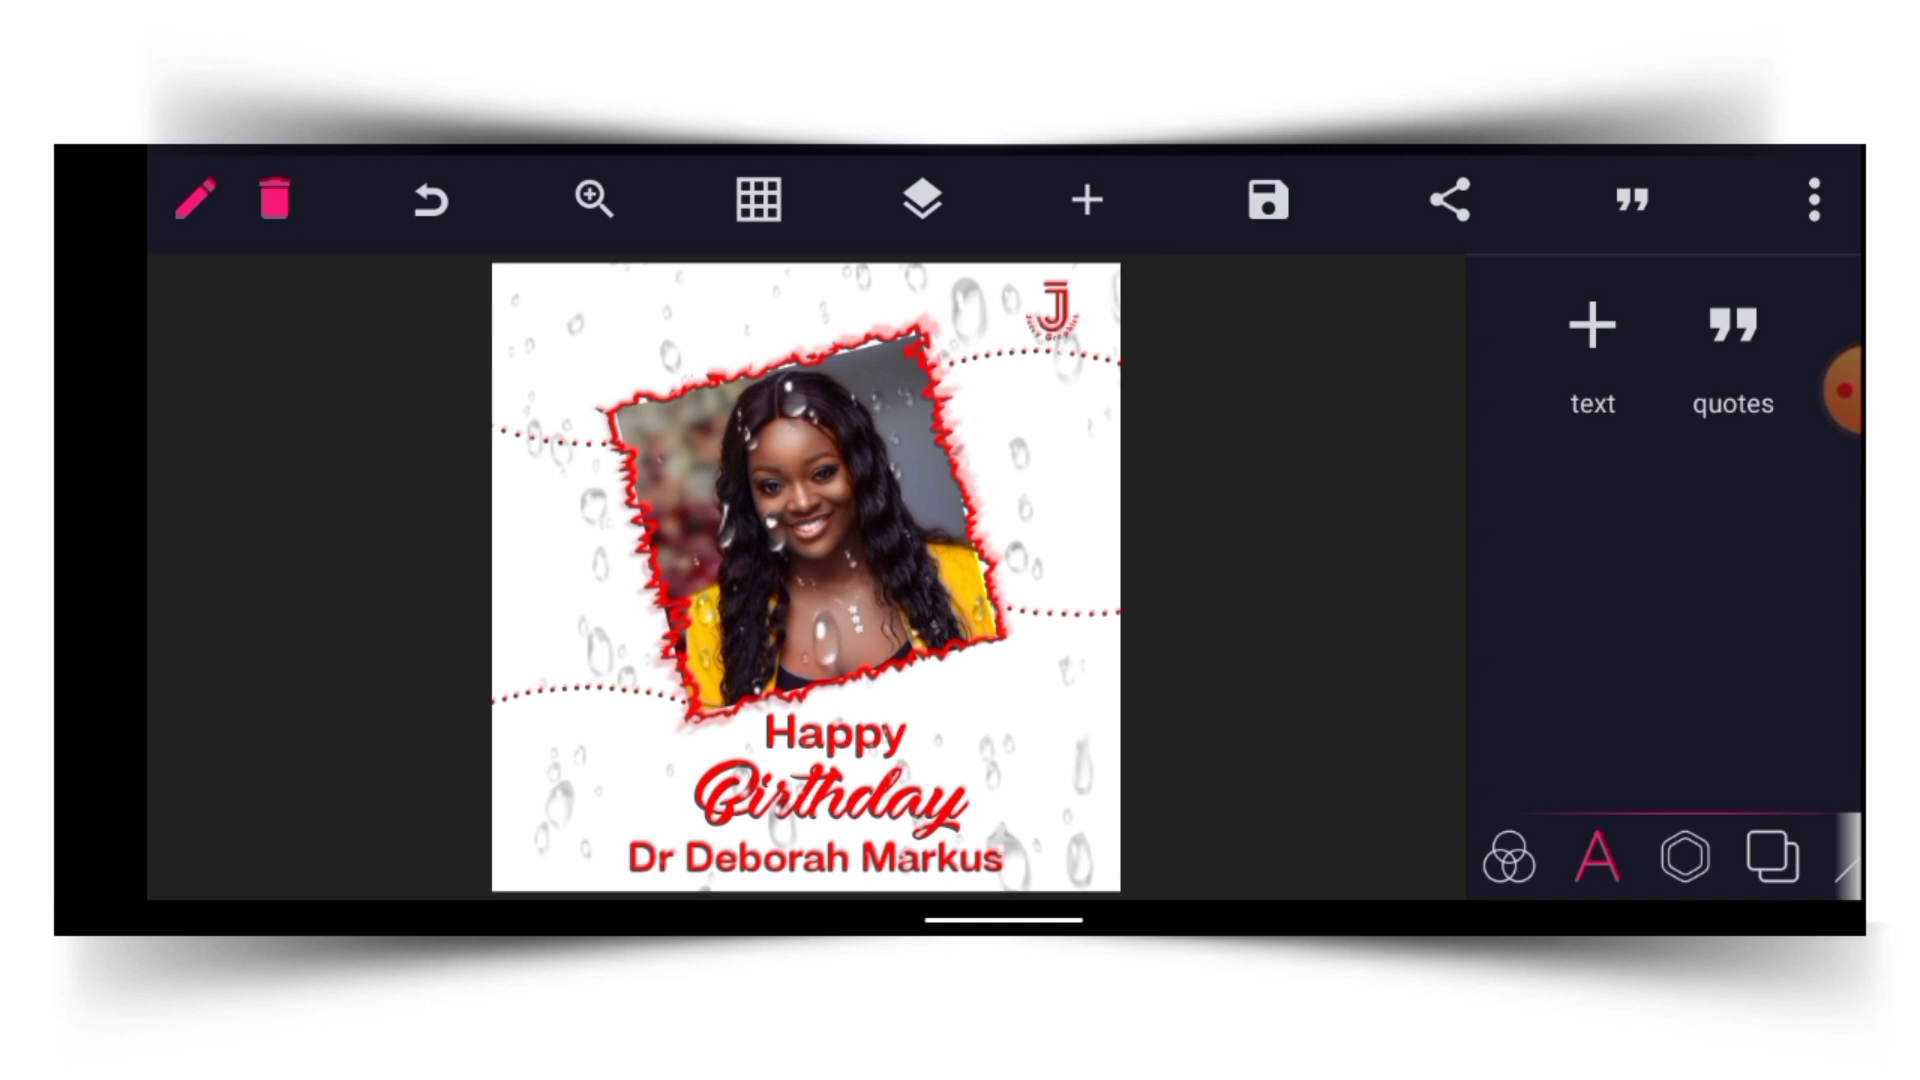 J
text
quotes
Happy
Birthday
Dr Deborah Markus